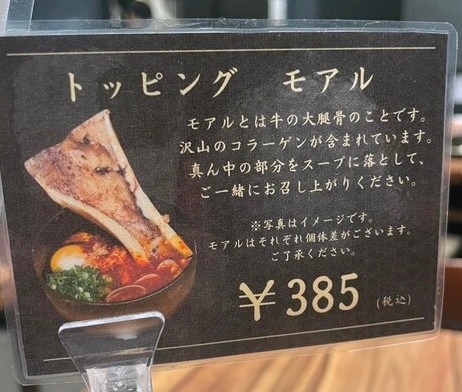 トッピング　モアル
モアルとは牛の大腿骨のことです。
沢山のコラーゲンが含まれています。
真ん中の部分をスープに落として、
ご一緒にお召し上がりください。
※写真はイメージです。
モアルはそれぞれ個体差がございます。
ご了承ください。
￥385 (税込)